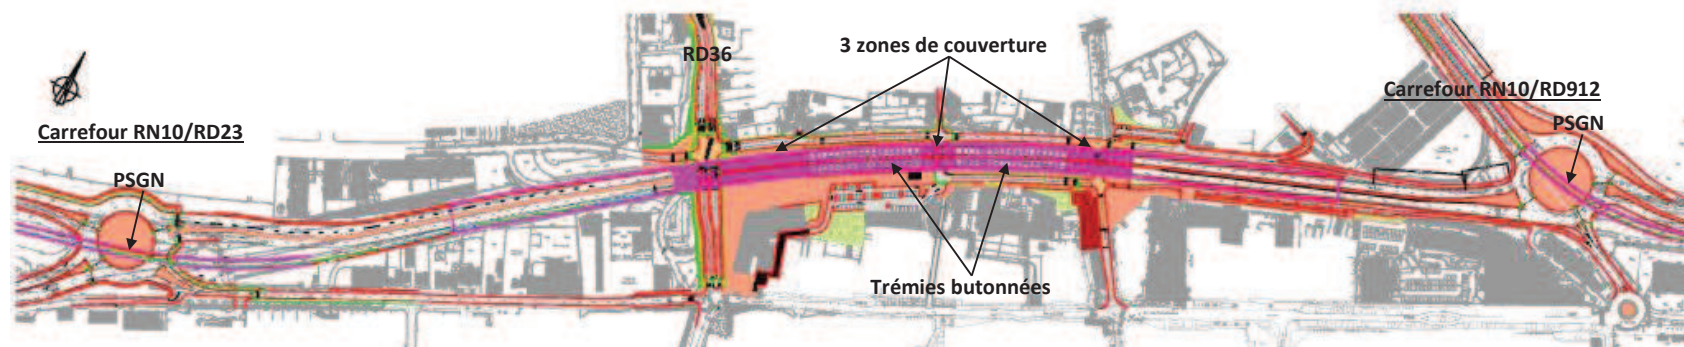 3 zones de couverture
RD36
Carrefour RN10/RD912
Carrefour RN10/RD23
PSGN
PSGN
Trémies butonnées